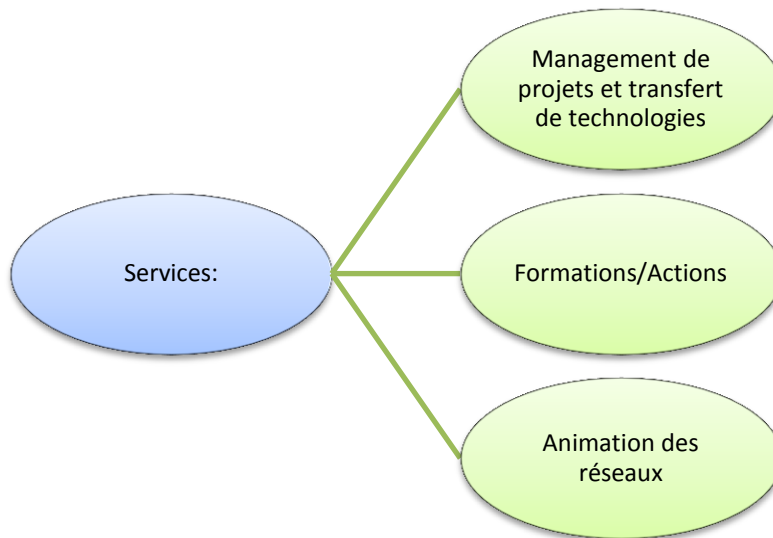 Management de
projets et transfert
de technologies
Services:
Formations/Actions
Animation des
réseaux